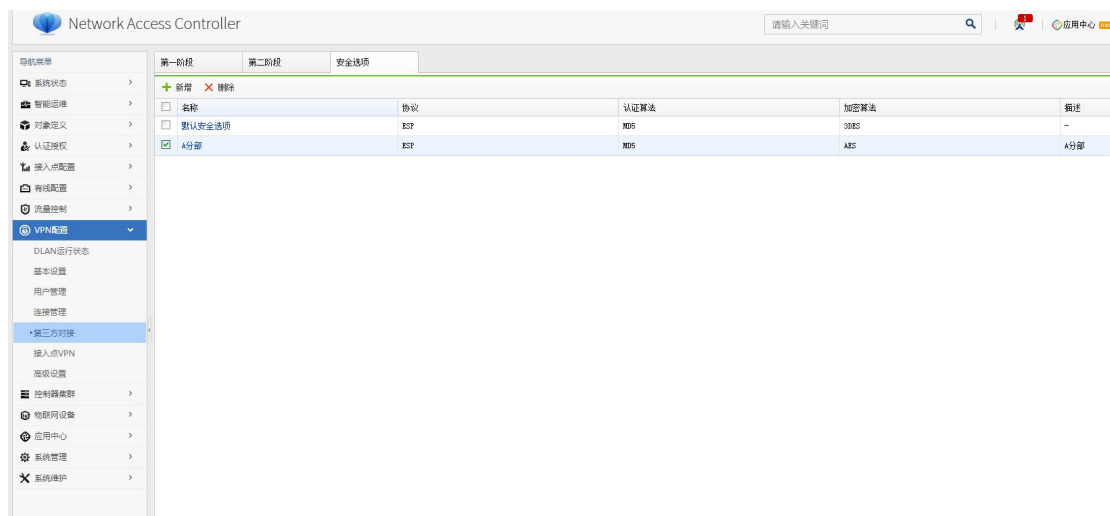 Network Access Controller
请输入关键词
1
应用中心
导航菜单
第一阶段 第二阶段 安全选项
系统状态
新增 删除
智能运维
名称 协议 认证算法 加密算法 描述
对象定义
默认安全选项 ESP MD5 3DES -
认证授权
A分部 ESP MD5 AES A分部
接入点配置
有线配置
流量控制
VPN配置
DLAN运行状态
基本设置
用户管理
连接管理
第三方对接
接入点VPN
高级设置
控制器集群
物联网设备
应用中心
系统管理
系统维护